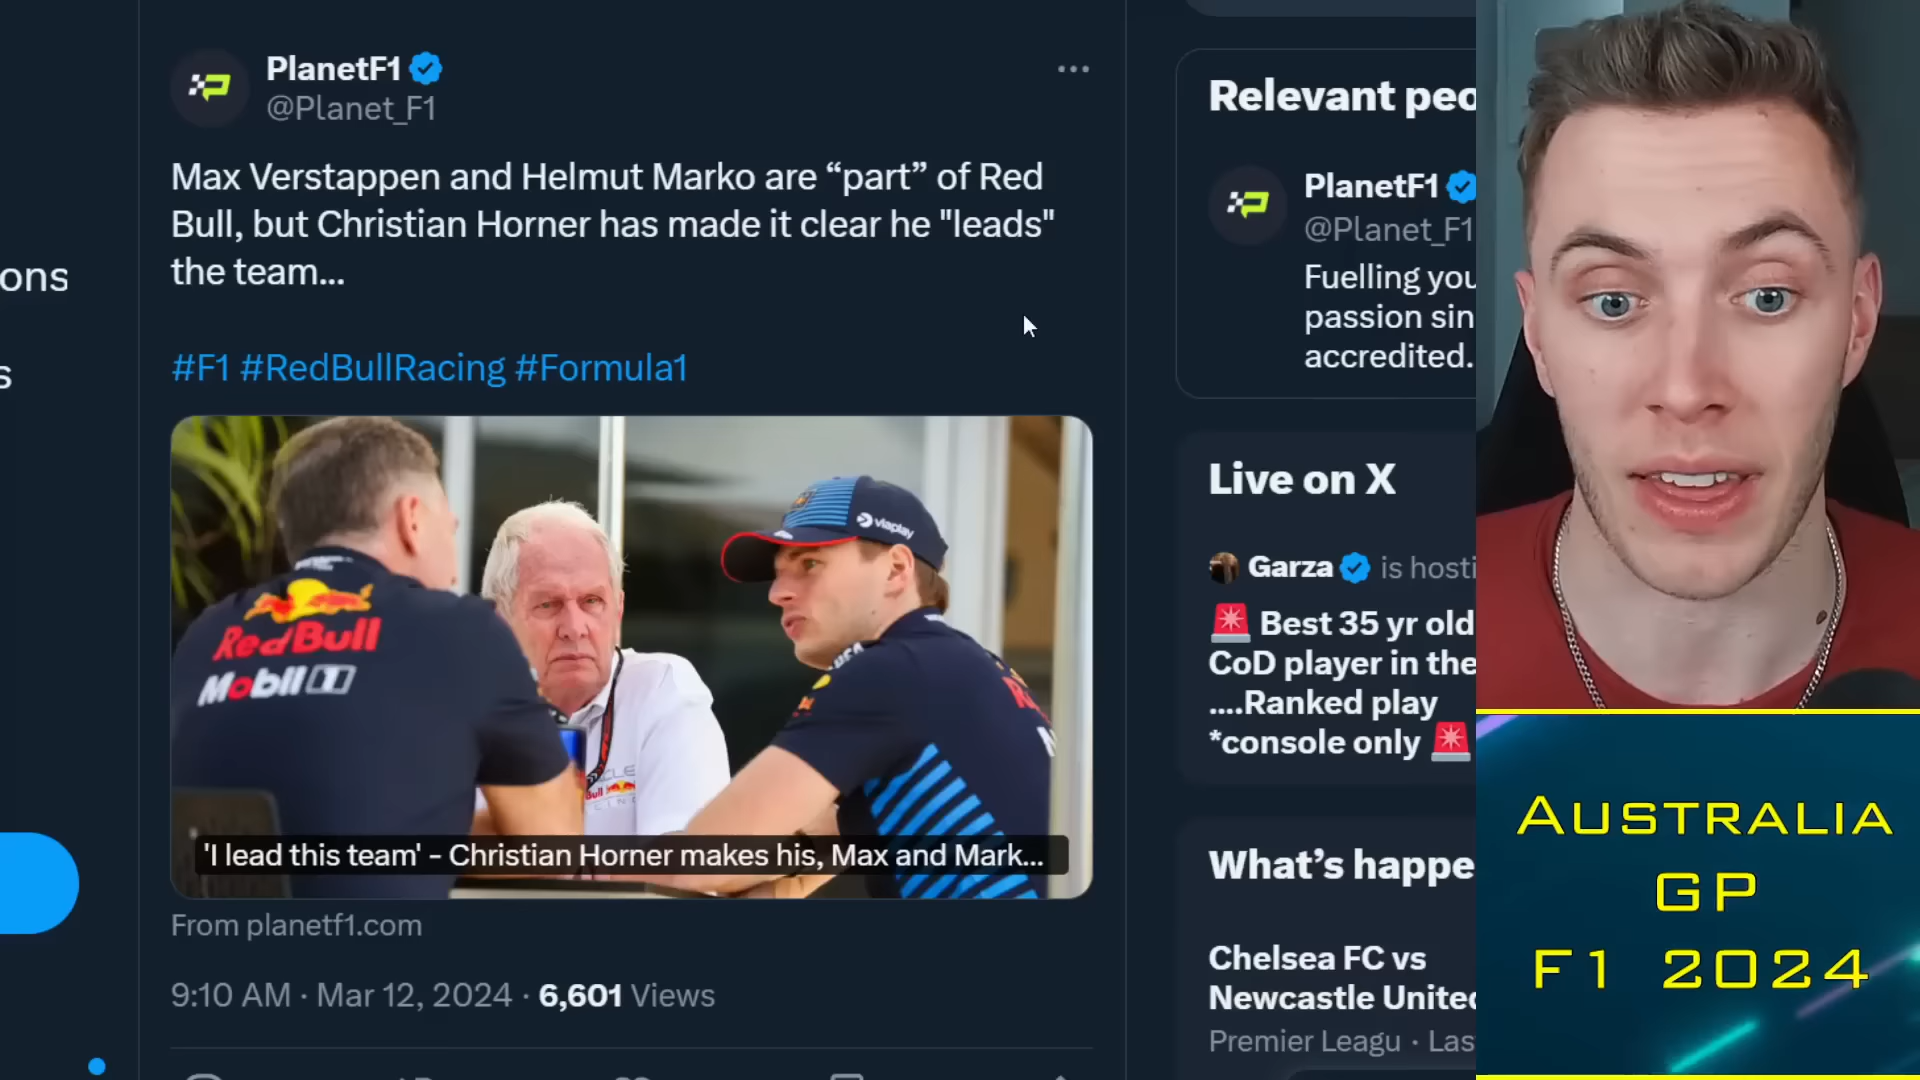 ons
s
PlanetF1
@Planet_F1
Max Verstappen and Helmut Marko are “part” of Red
Bull, but Christian Horner has made it clear he "leads"
the team...
#F1 #RedBullRacing #Formula1
viaplay
Red Bull
Mobil 1
Bull
'I lead this team' - Christian Horner makes his, Max and Mark...
From planetf1.com
9:10 AM · Mar 12, 2024 · 6,601 Views
Relevant peo
PlanetF1
@Planet_F1
Fuelling you
passion sin
accredited.
Live on X
Garza is hosti
Best 35 yr old
CoD player in the
....Ranked play
*console only
What’s happe
Chelsea FC vs
Newcastle United
Premier Leagu · Las
AUSTRALIA
GP
F1 2024